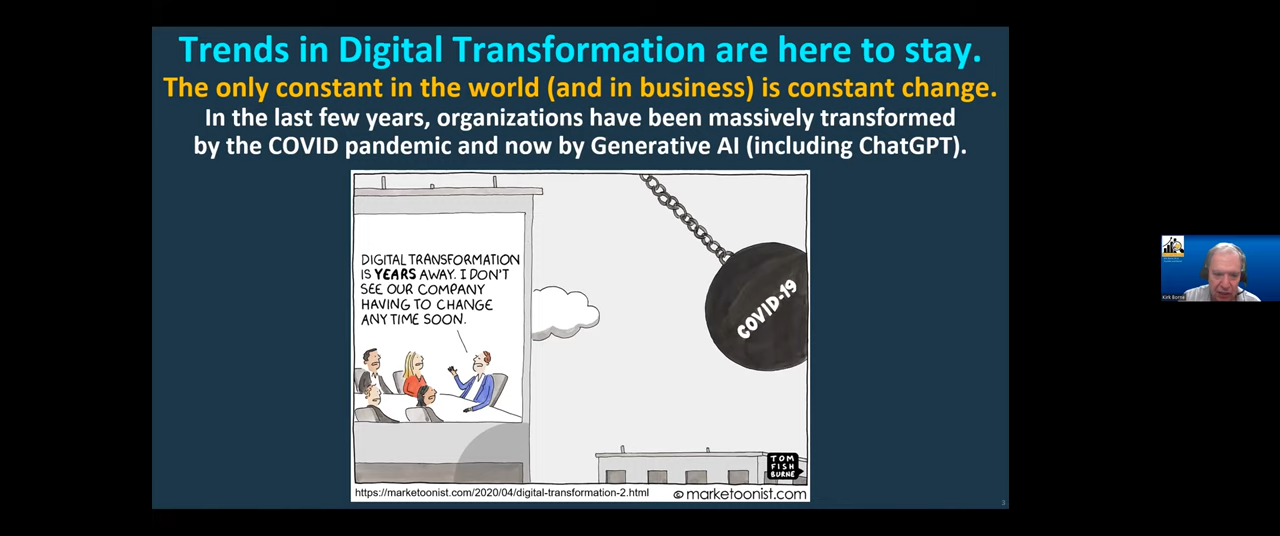 Trends in Digital Transformation are here to stay.
The only constant in the world (and in business) is constant change.
In the last few years, organizations have been massively transformed
by the COVID pandemic and now by Generative AI (including ChatGPT).
DIGITAL TRANSFORMATION
IS YEARS AWAY. I DON'T
SEE OUR COMPANY
HAVING TO CHANGE
ANY TIME SOON.
COVID-19
TOM
FISH
BURNE
https://marketoonist.com/2020/04/digital-transformation-2.html
© marketoonist.com
3
Kirk Borne